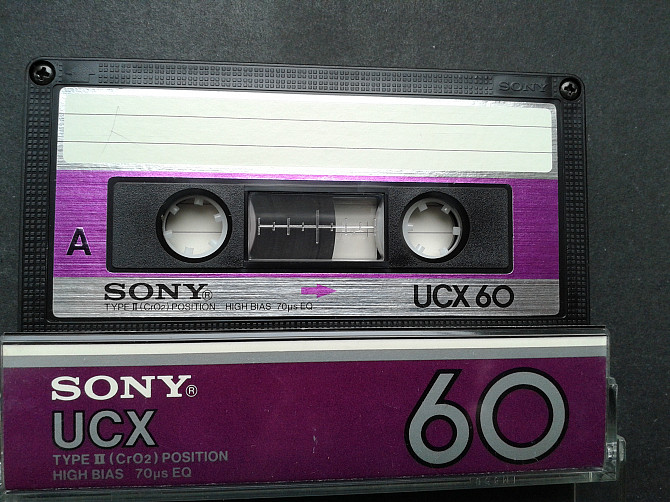 SONY
A
SONY®
TYPE II (CrO2) POSITION HIGH BIAS 70μs EQ
UCX 60
SONY®
UCX
TYPE II (CrO2) POSITION
HIGH BIAS 70μs EQ
60